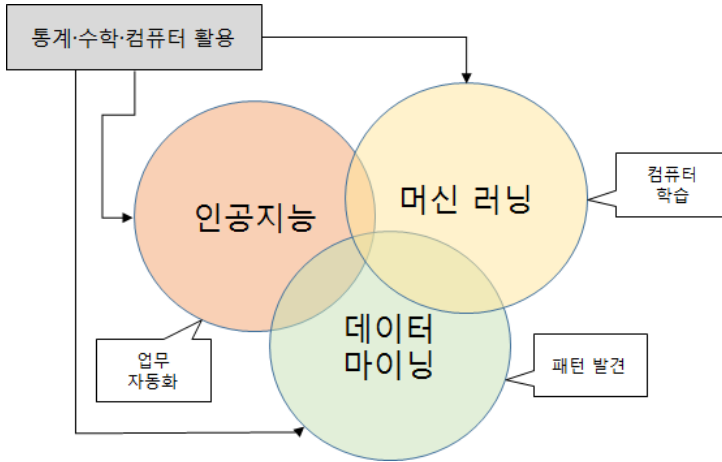 통계·수학·컴퓨터 활용
인공지능
머신 러닝
컴퓨터
학습
데이터
마이닝
업무
자동화
패턴 발견